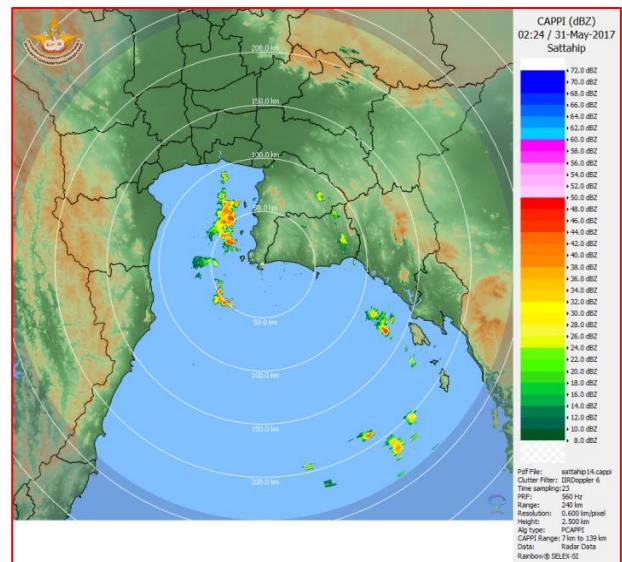 CAPPI (dBZ)
02:24 / 31-May-2017
Sattahip
72.0 dBZ
70.0 dBZ
68.0 dBZ
66.0 dBZ
64.0 dBZ
62.0 dBZ
60.0 dBZ
58.0 dBZ
56.0 dBZ
54.0 dBZ
52.0 dBZ
50.0 dBZ
48.0 dBZ
46.0 dBZ
44.0 dBZ
42.0 dBZ
40.0 dBZ
38.0 dBZ
36.0 dBZ
34.0 dBZ
32.0 dBZ
30.0 dBZ
28.0 dBZ
26.0 dBZ
24.0 dBZ
22.0 dBZ
20.0 dBZ
18.0 dBZ
16.0 dBZ
14.0 dBZ
12.0 dBZ
10.0 dBZ
8.0 dBZ
Pdf File: sattahip14.cappi
Clutter Filter: IIRDoppler 6
Time sampling:23
PRF: 560 Hz
Range: 240 km
Resolution: 0.600 km/pixel
Height: 2.500 km
Alg type: PCAPPI
CAPPI Range: 7 km to 139 km
Data: Radar Data
Rainbow® SELEX-SI
200.0 km
150.0 km
100.0 km
50.0 km
50.0 km
100.0 km
150.0 km
200.0 km